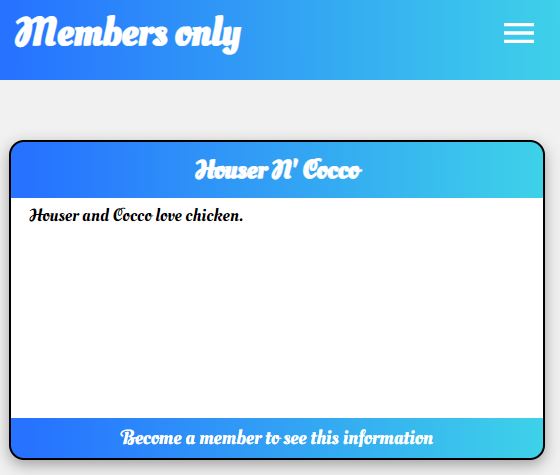 Members only
Houser N' Cocco
Houser and Cocco love chicken.
Become a member to see this information